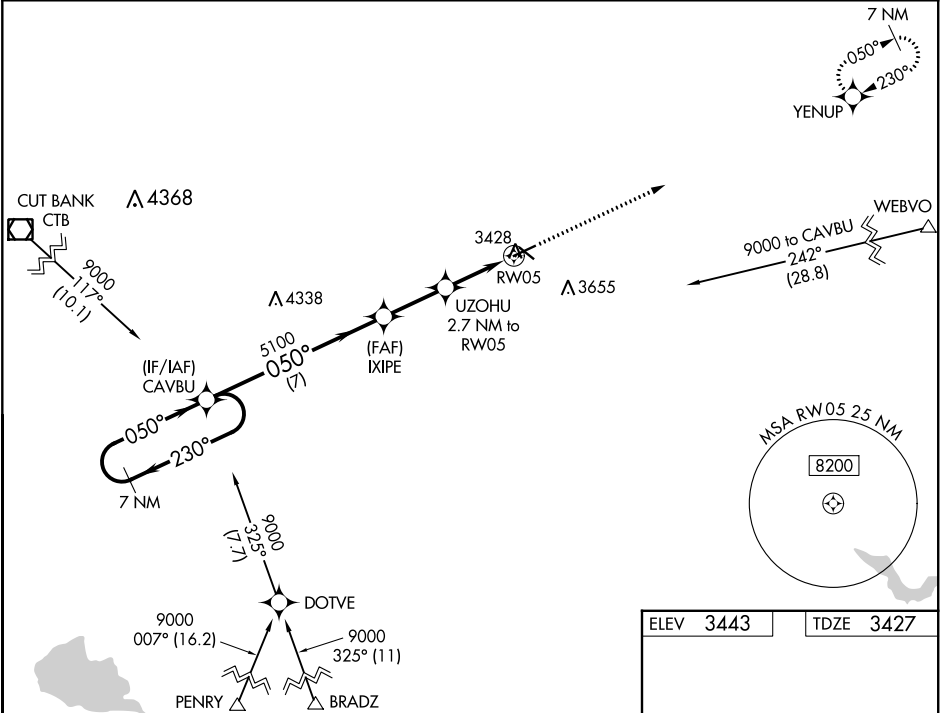 7 NM
050°
230°
YENUP
CUT BANK
CTB
4368
9000
117°
(10.1)
WEBVO
9000 to CAVBU
242°
(28.8)
3428
RW05
3655
4338
UZOHU
2.7 NM to
RW05
(FAF)
IXIPE
5100
050°
(7)
(IF/IAF)
CAVBU
050°
230°
7 NM
MSA RW05 25 NM
8200
9000
325°
(7.7)
DOTVE
9000
007° (16.2)
9000
325° (11)
PENRY
BRADZ
ELEV 3443
TDZE 3427